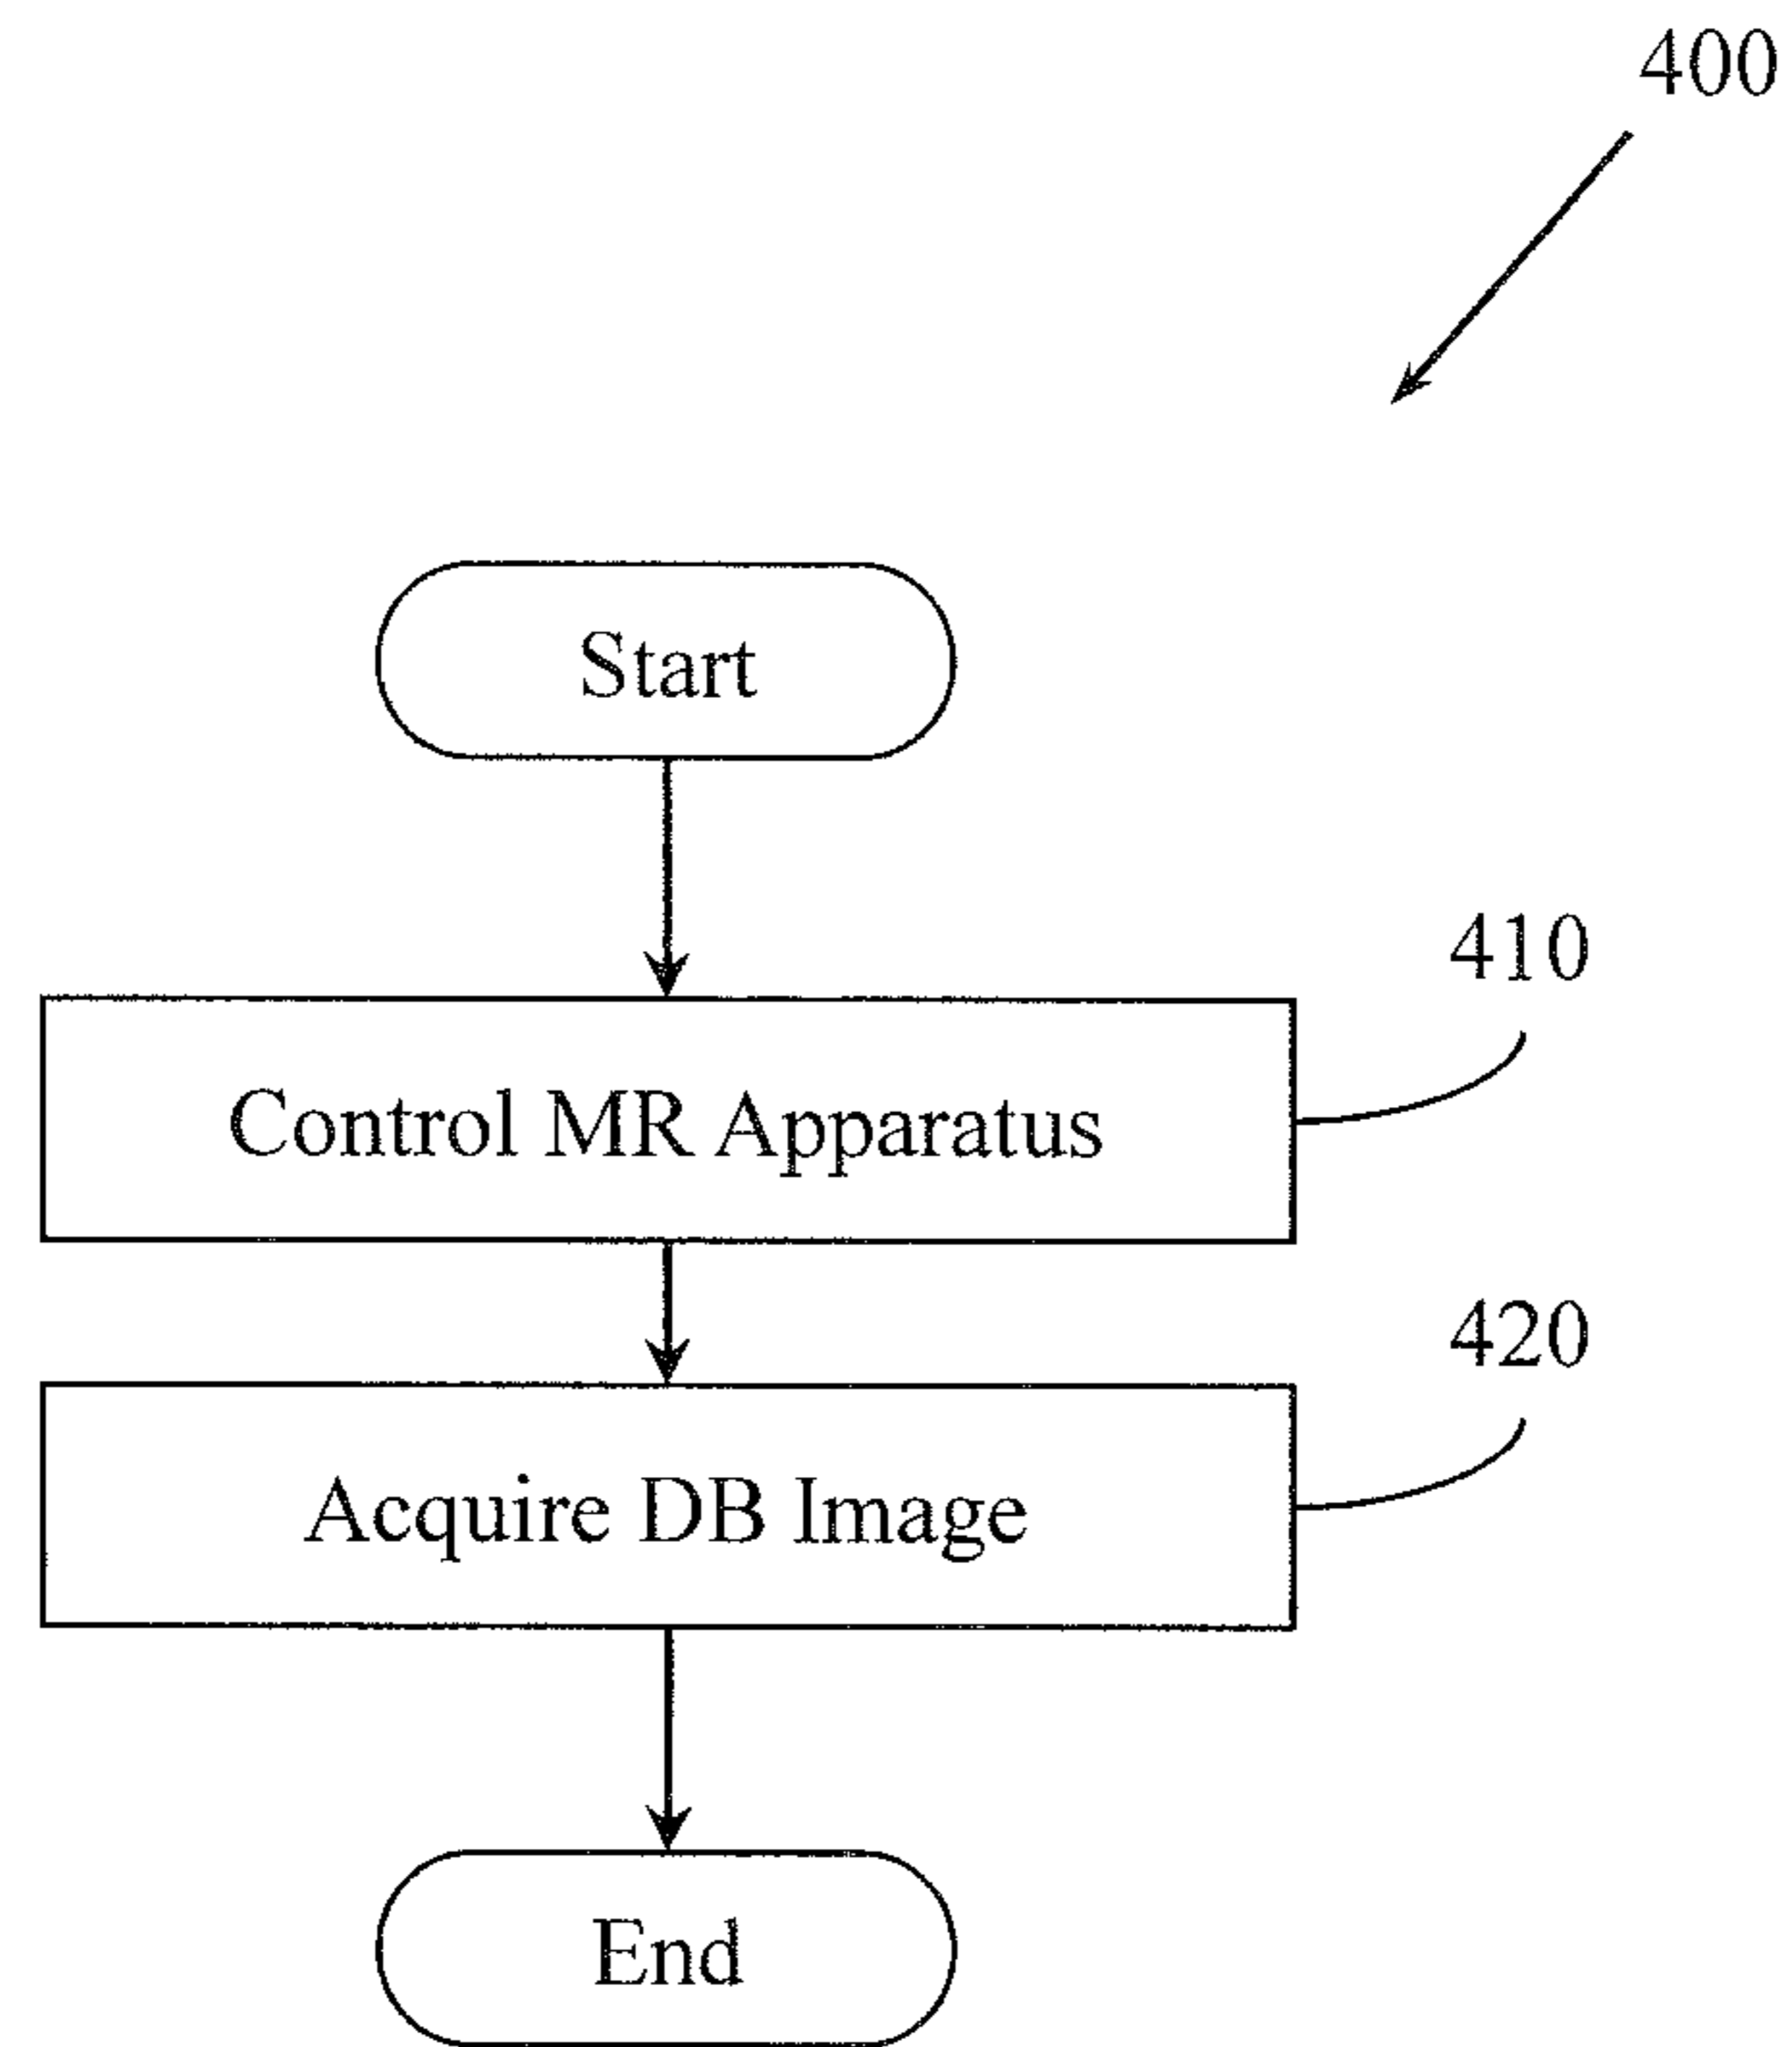 400
Start
410
Control MR Apparatus
420
Acquire DB Image
End